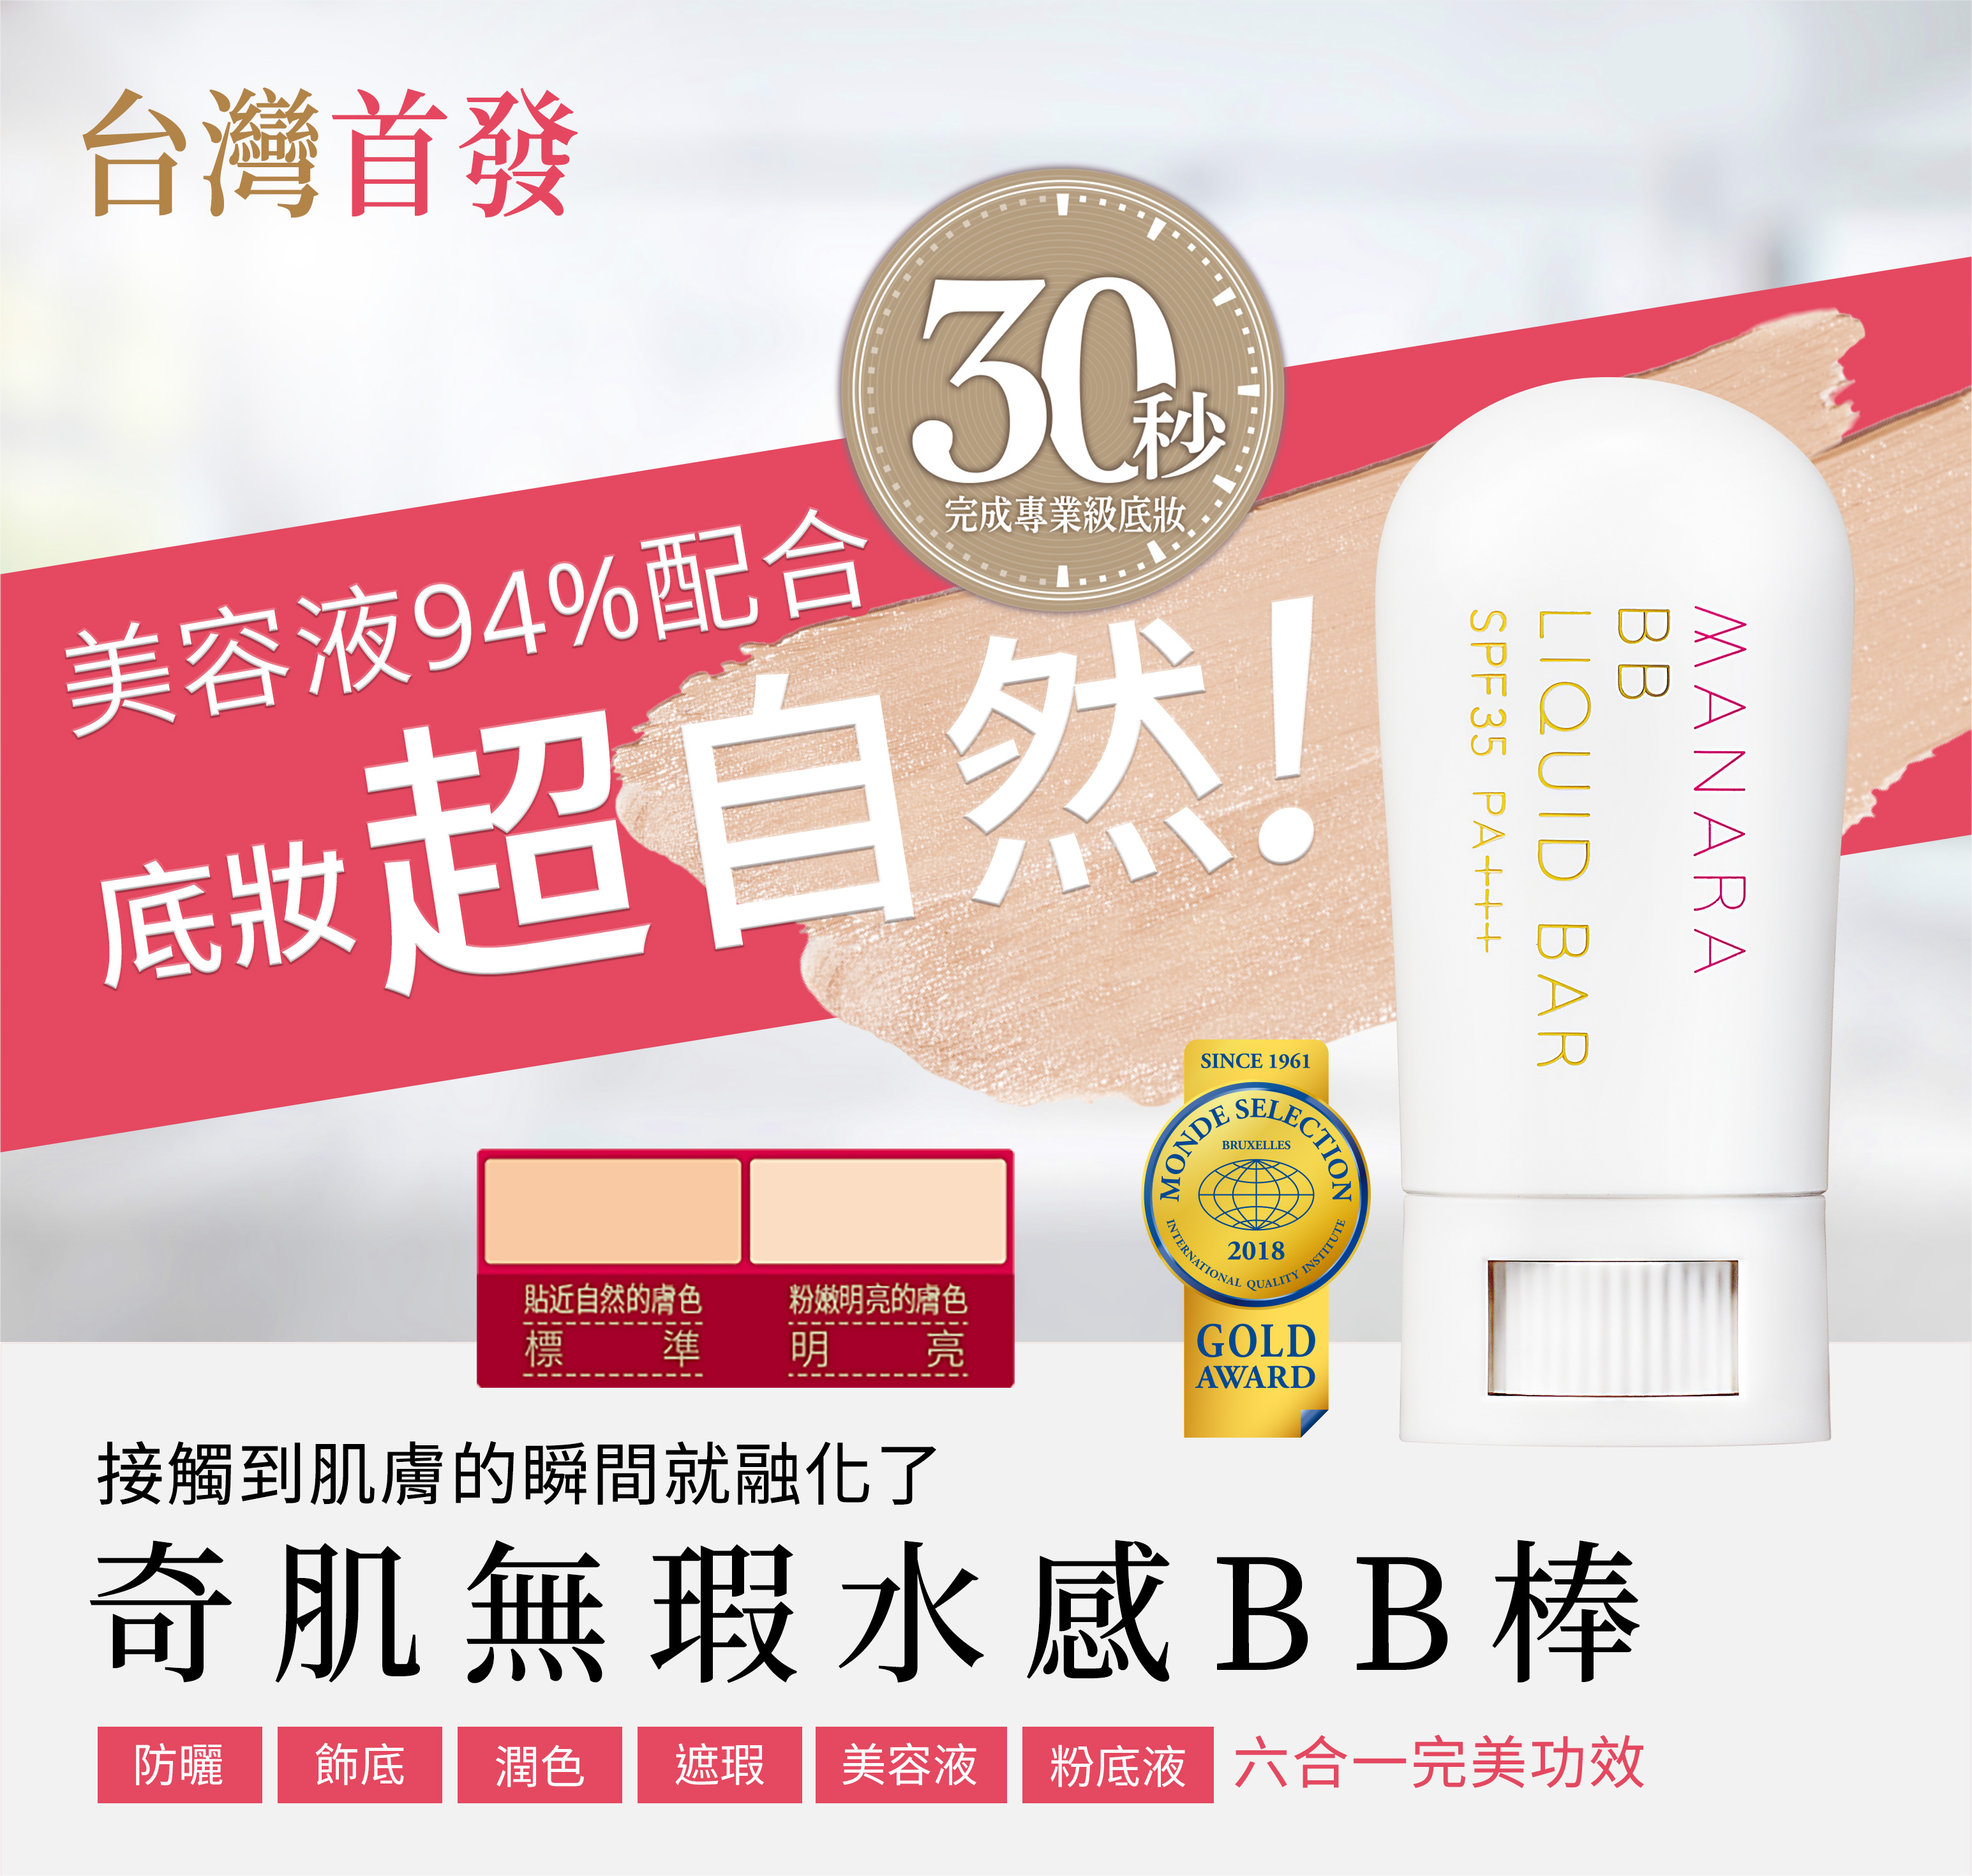 台灣首發
30秒
完成專業級底妝
美容液94%配合
底妝超自然!
MANARA
BB
LIQUID BAR
SPF35 PA+++
SINCE 1961
MONDE SELECTION
BRUXELLES
2018
INTERNATIONAL QUALITY INSTITUTE
GOLD
AWARD
貼近自然的膚色
標準
粉嫩明亮的膚色
明亮
接觸到肌膚的瞬間就融化了
奇肌無瑕水感BB棒
防曬 飾底 潤色 遮瑕 美容液 粉底液 六合一完美功效